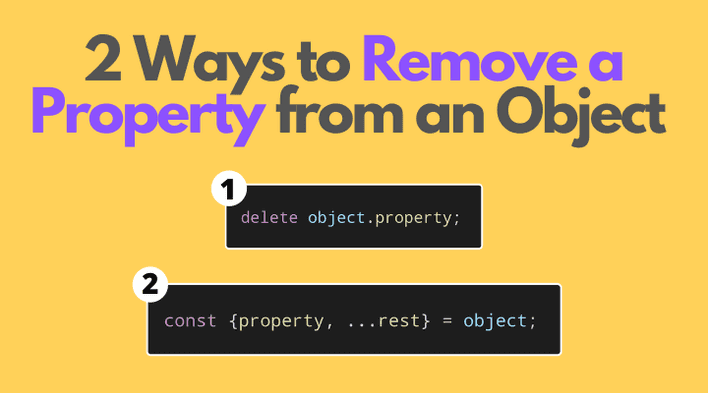 2 Ways to Remove a
Property from an Object
1
delete object.property;
2
const {property, ...rest} = object;